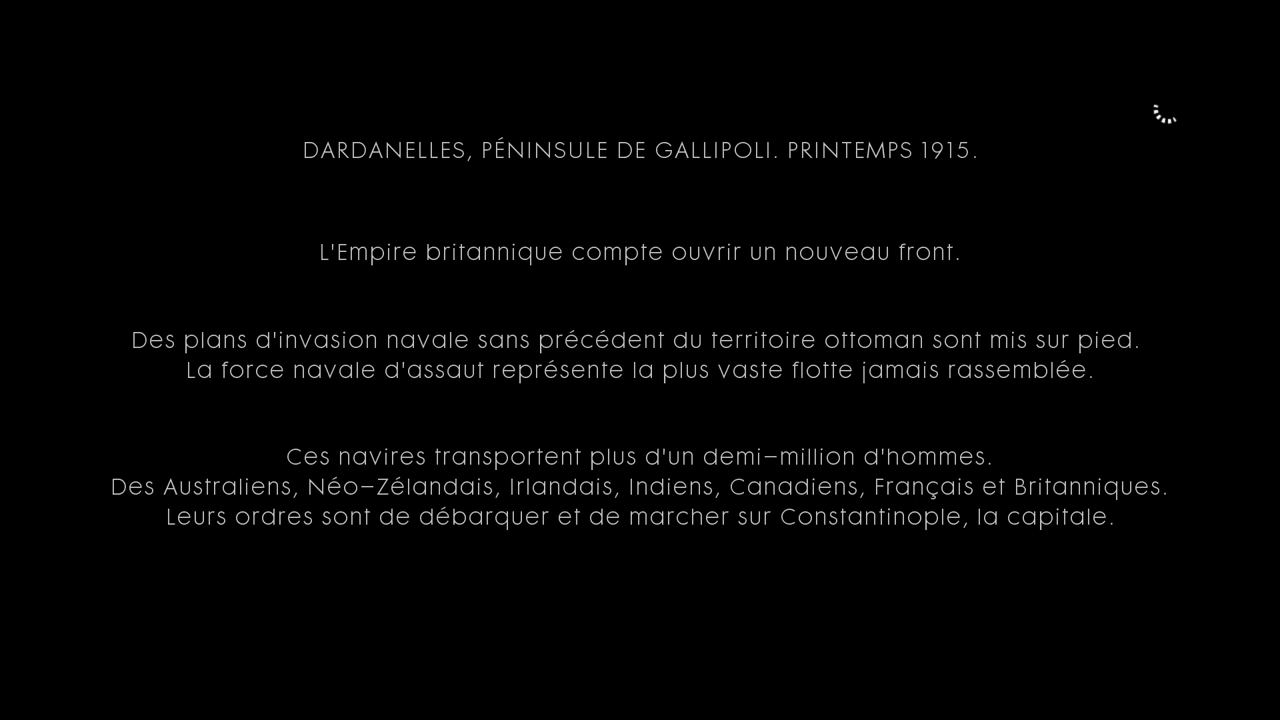 DARDANELLES, PÉNINSULE DE GALLIPOLI. PRINTEMPS 1915.
L'Empire britannique compte ouvrir un nouveau front.
Des plans d'invasion navale sans précédent du territoire ottoman sont mis sur pied.
La force navale d'assaut représente la plus vaste flotte jamais rassemblée.
Ces navires transportent plus d'un demi-million d'hommes.
Des Australiens, Néo-Zélandais, Irlandais, Indiens, Canadiens, Français et Britanniques.
Leurs ordres sont de débarquer et de marcher sur Constantinople, la capitale.